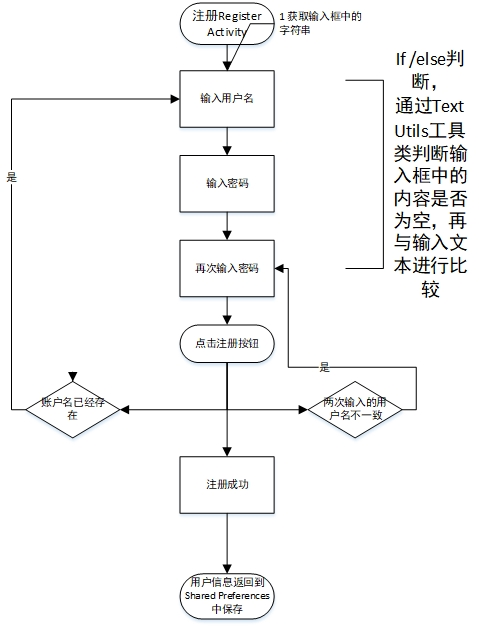 注册Register
Activity
1 获取输入框中的
字符串
If /else判
断，
通过Text
Utils工具
类判断输
入框中的
内容是否
为空，再
与输入文
本进行比
较
输入用户名
是
输入密码
再次输入密码
点击注册按钮
是
账户名已经存
在
两次输入的用
户名不一致
注册成功
用户信息返回到
Shared Preferences
中保存